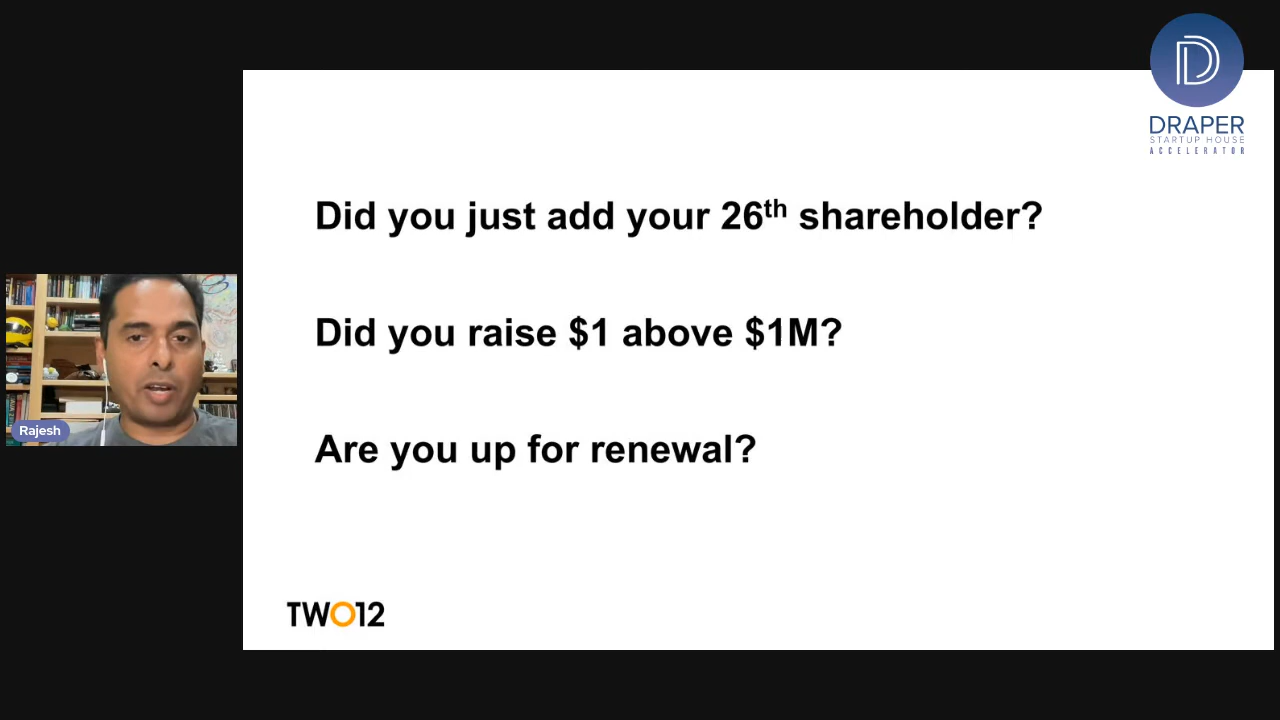 DRAPER
STARTUP HOUSE
ACCELERATOR
Did you just add your 26th shareholder?
Did you raise $1 above $1M?
Are you up for renewal?
Rajesh
TWO12